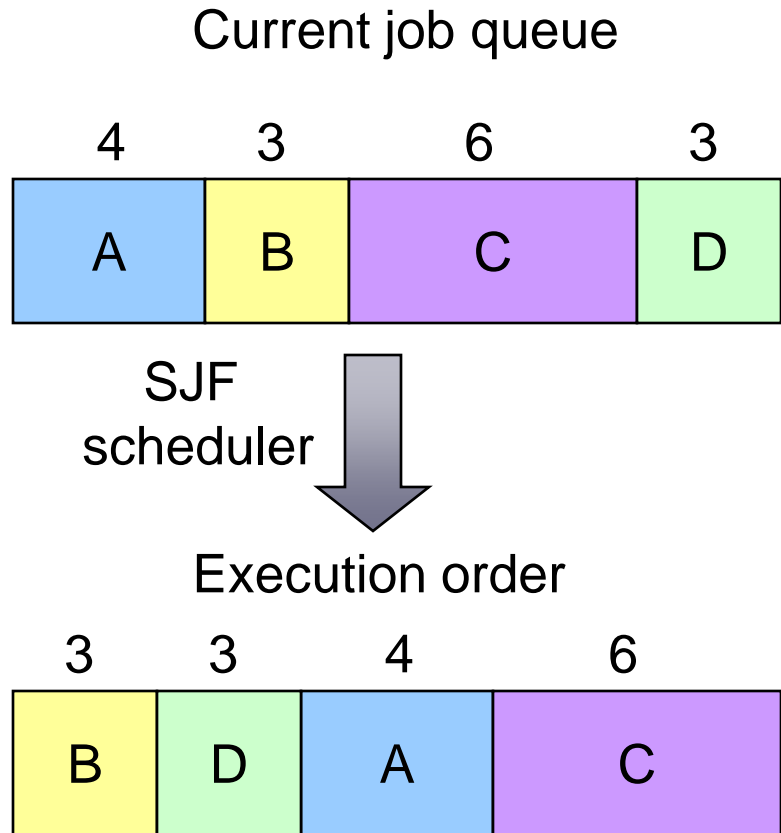 Current job queue
4 3 6 3
A B C D
SJF
scheduler
Execution order
3 3 4 6
B D A C